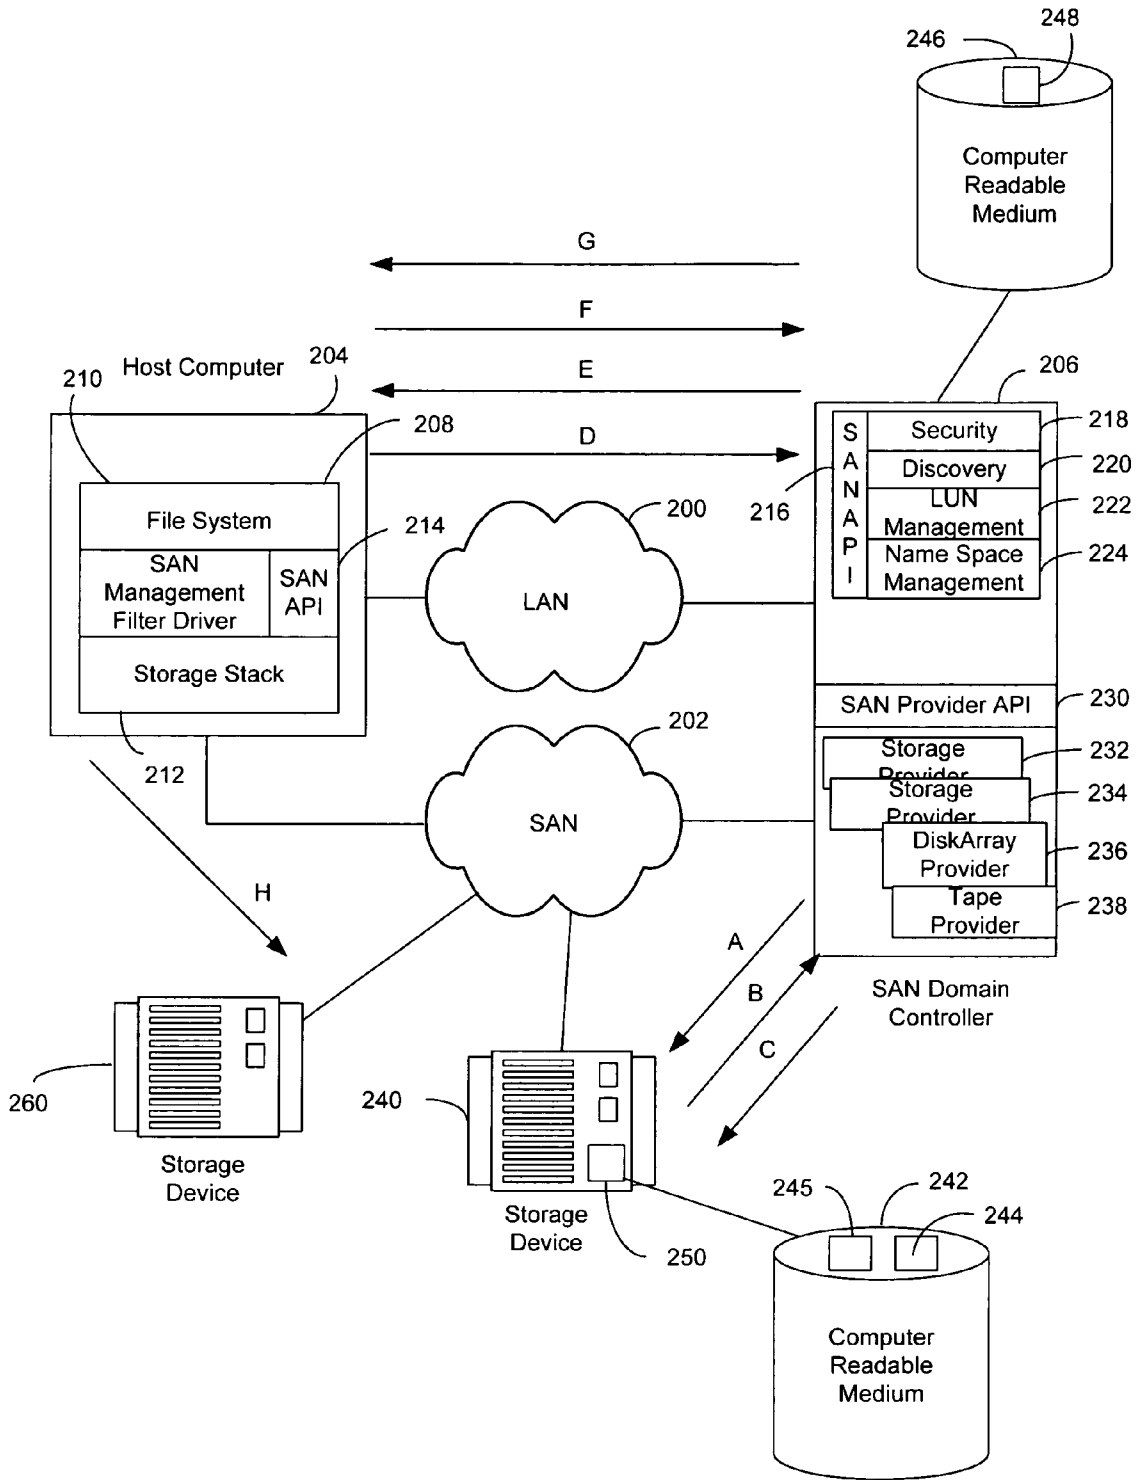 248
246
Computer
Readable
Medium
G
F
E
D
Host Computer
204
210
208
206
File System
214
SAN
Management
Filter Driver
SAN
API
Storage Stack
212
200
LAN
202
SAN
216
S
A
N
A
P
I
Security
218
Discovery
220
LUN
Management
222
Name Space
Management
224
SAN Provider API
230
Storage
Provider
232
Storage
Provider
234
DiskArray
Provider
236
Tape
Provider
238
SAN Domain
Controller
H
A
B
C
260
Storage
Device
240
Storage
Device
250
245
242
244
Computer
Readable
Medium